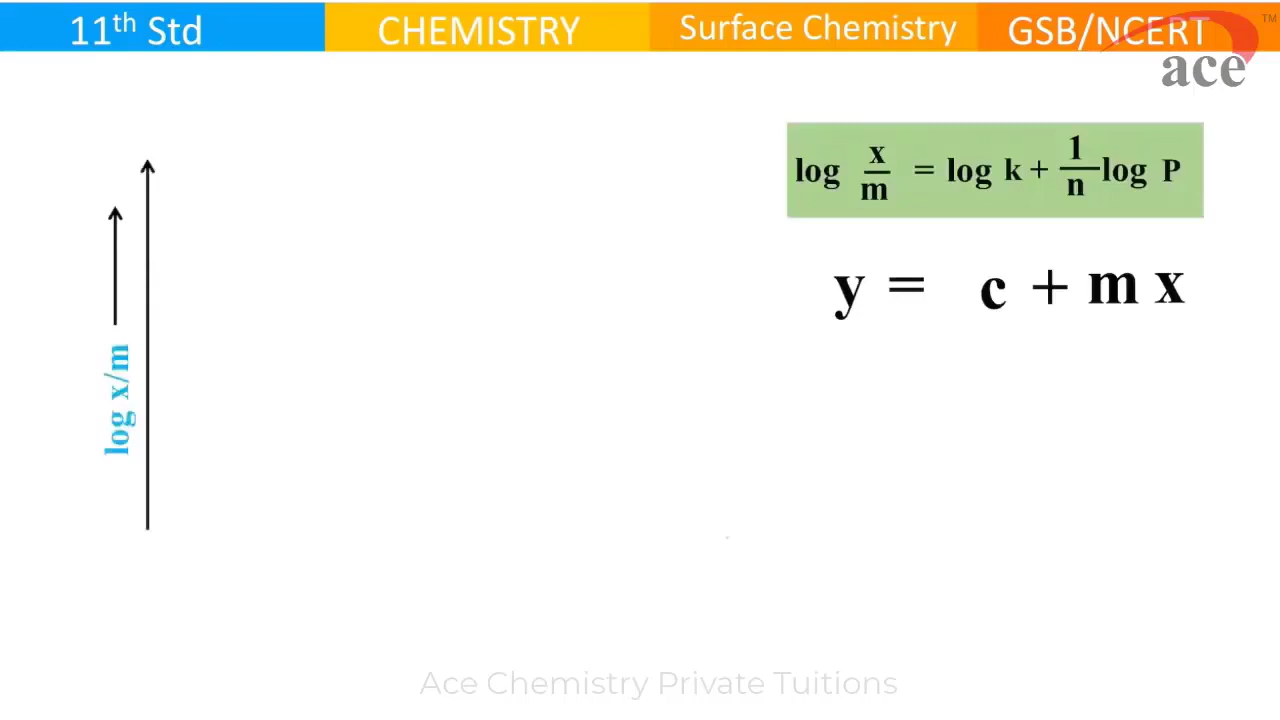 11th Std CHEMISTRY Surface Chemistry GSB/NCERT
TM
ace
log x/m = log k + 1/n log P
y = c + m x
log x/m
Ace Chemistry Private Tuitions